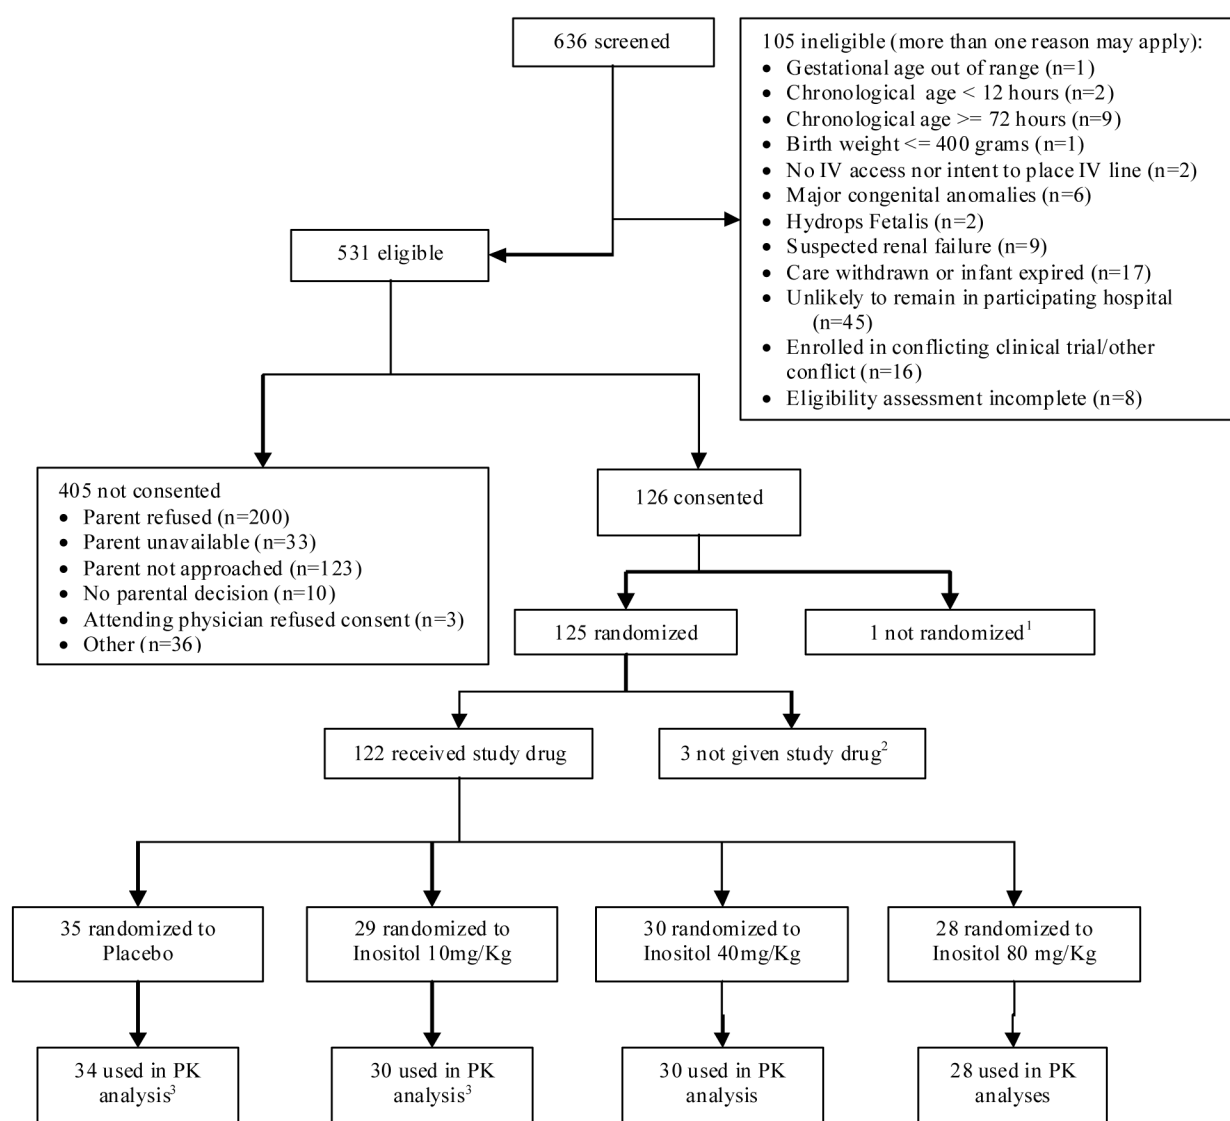 636 screened
105 ineligible (more than one reason may apply):
• Gestational age out of range (n=1)
• Chronological age < 12 hours (n=2)
• Chronological age >= 72 hours (n=9)
• Birth weight <= 400 grams (n=1)
• No IV access nor intent to place IV line (n=2)
• Major congenital anomalies (n=6)
• Hydrops Fetalis (n=2)
• Suspected renal failure (n=9)
• Care withdrawn or infant expired (n=17)
• Unlikely to remain in participating hospital
(n=45)
• Enrolled in conflicting clinical trial/other
conflict (n=16)
• Eligibility assessment incomplete (n=8)
531 eligible
405 not consented
• Parent refused (n=200)
• Parent unavailable (n=33)
• Parent not approached (n=123)
• No parental decision (n=10)
• Attending physician refused consent (n=3)
• Other (n=36)
126 consented
125 randomized
1 not randomized¹
122 received study drug
3 not given study drug²
35 randomized to
Placebo
29 randomized to
Inositol 10mg/Kg
30 randomized to
Inositol 40mg/Kg
28 randomized to
Inositol 80 mg/Kg
34 used in PK
analysis³
30 used in PK
analysis³
30 used in PK
analysis
28 used in PK
analyses